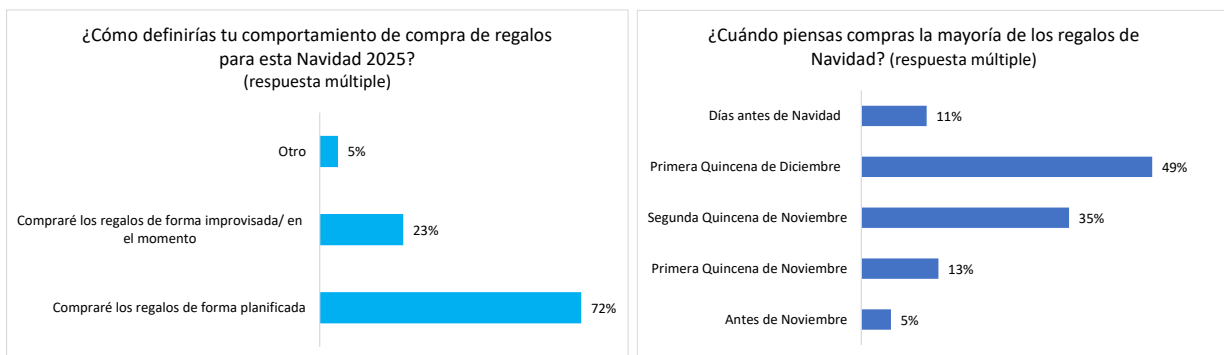 ¿Cómo definirías tu comportamiento de compra de regalos
para esta Navidad 2025?
(respuesta múltiple)
Otro
5%
Compraré los regalos de forma improvisada/ en
el momento
23%
Compraré los regalos de forma planificada
72%
¿Cuándo piensas compras la mayoría de los regalos de
Navidad? (respuesta múltiple)
Días antes de Navidad
11%
Primera Quincena de Diciembre
49%
Segunda Quincena de Noviembre
35%
Primera Quincena de Noviembre
13%
Antes de Noviembre
5%